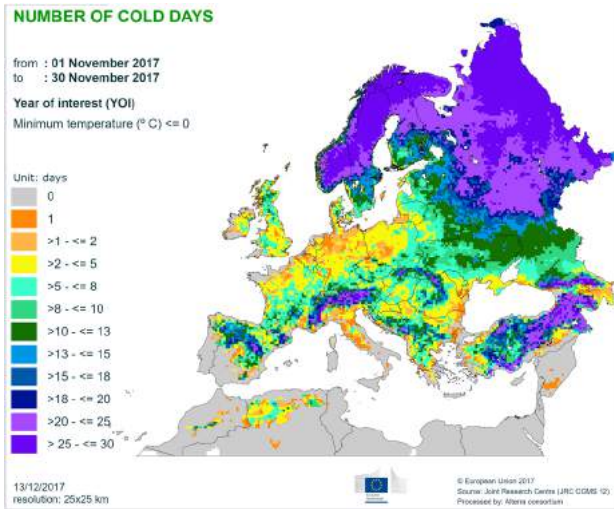 NUMBER OF COLD DAYS
from : 01 November 2017
to : 30 November 2017
Year of interest (YOI)
Minimum temperature (º C) <= 0
Unit: days
0
1
>1 - <= 2
>2 - <= 5
>5 - <= 8
>8 - <= 10
>10 - <= 13
>13 - <= 15
>15 - <= 18
>18 - <= 20
>20 - <= 25
> 25 - <= 30
13/12/2017
resolution: 25x25 km
© European Union 2017
Source: Joint Research Centre (JRC CGMS 12)
Processed by: Alterra consortium